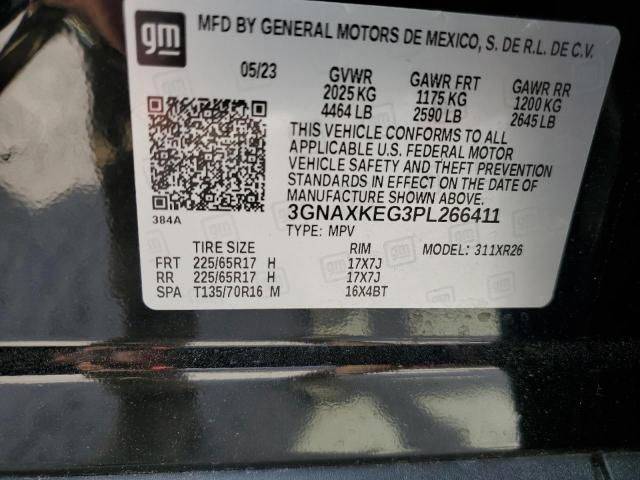 gm
MFD BY GENERAL MOTORS DE MEXICO, S. DE R.L. DE C.V.
05/23 GVWR GAWR FRT GAWR RR
2025 KG 1175 KG 1200 KG
4464 LB 2590 LB 2645 LB
THIS VEHICLE CONFORMS TO ALL
APPLICABLE U.S. FEDERAL MOTOR
VEHICLE SAFETY AND THEFT PREVENTION
STANDARDS IN EFFECT ON THE DATE OF
MANUFACTURE SHOWN ABOVE.
384A 3GNAXKEG3PL266411
TYPE: MPV MODEL: 311XR26
TIRE SIZE RIM
FRT 225/65R17 H 17X7J
RR 225/65R17 H 17X7J
SPA T135/70R16 M 16X4BT